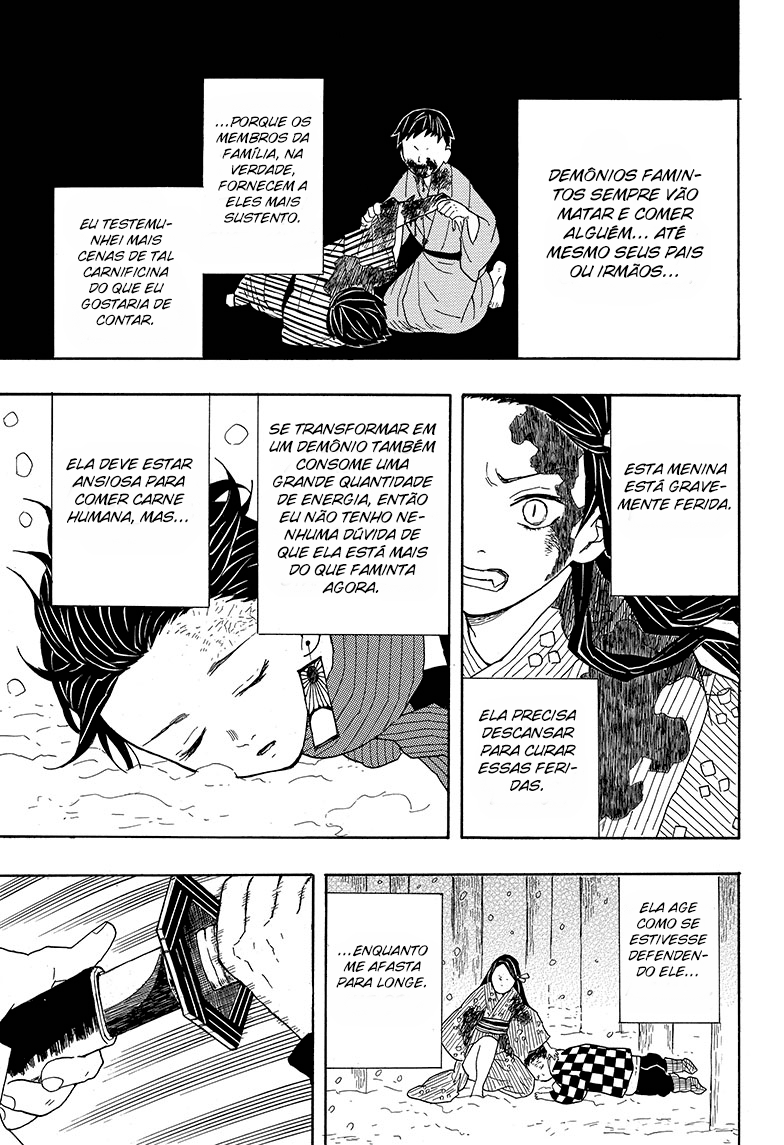 DEMÔNIOS FAMIN-
TOS SEMPRE VÃO
MATAR E COMER
ALGUÉM... ATÉ
MESMO SEUS PAIS
OU IRMÃOS...
...PORQUE OS
MEMBROS DA
FAMÍLIA, NA
VERDADE,
FORNECEM A
ELES MAIS
SUSTENTO.
EU TESTEMU-
NHEI MAIS
CENAS DE TAL
CARNIFICINA
DO QUE EU
GOSTARIA DE
CONTAR.
ESTA MENINA
ESTÁ GRAVE-
MENTE FERIDA.
ELA PRECISA
DESCANSAR
PARA CURAR
ESSAS FERI-
DAS.
SE TRANSFORMAR EM
UM DEMÔNIO TAMBÉM
CONSOME UMA
GRANDE QUANTIDADE
DE ENERGIA, ENTÃO
EU NÃO TENHO NE-
NHUMA DÚVIDA DE
QUE ELA ESTÁ MAIS
DO QUE FAMINTA
AGORA.
ELA DEVE ESTAR
ANSIOSA PARA
COMER CARNE
HUMANA, MAS...
ELA AGE
COMO SE
ESTIVESSE
DEFENDEN-
DO ELE...
...ENQUANTO
ME AFASTA
PARA LONGE.